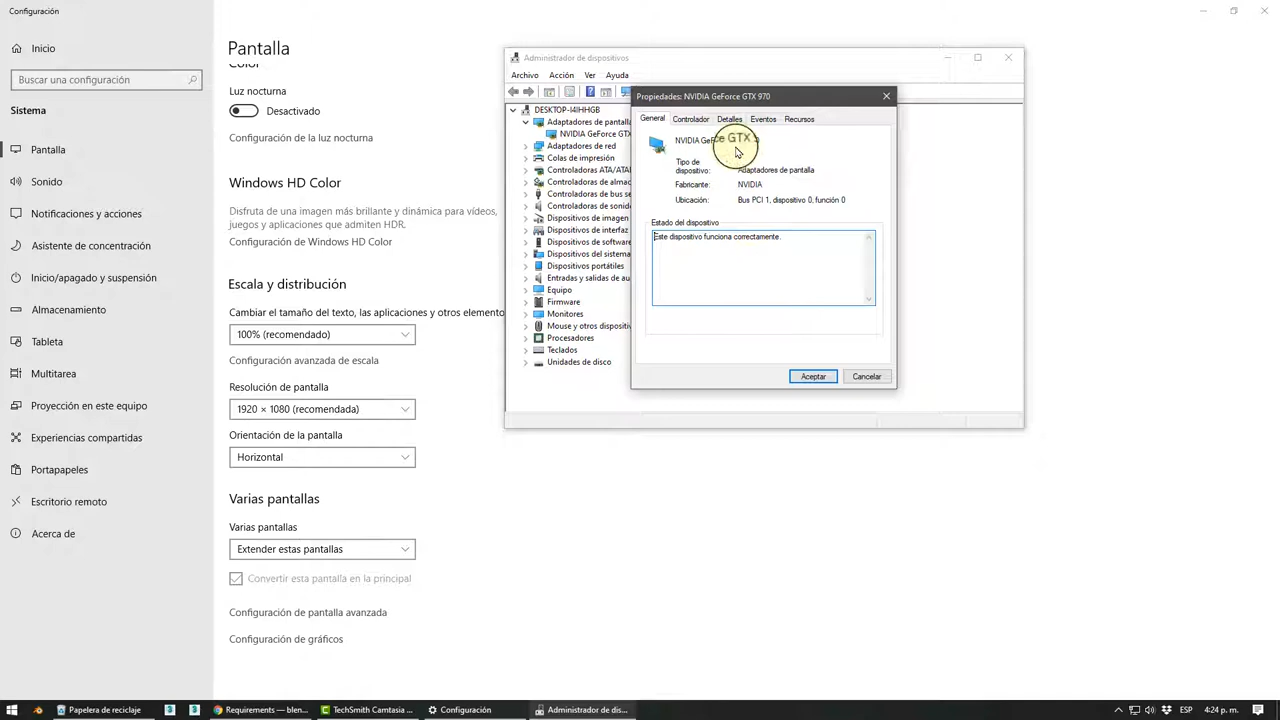 Configuración
Inicio
Buscar una configuración
Sistema
Pantalla
Sonido
Notificaciones y acciones
Asistente de concentración
Inicio/apagado y suspensión
Almacenamiento
Tableta
Multitarea
Proyección en este equipo
Experiencias compartidas
Portapapeles
Escritorio remoto
Acerca de
Pantalla
Color
Luz nocturna
Desactivado
Configuración de la luz nocturna
Windows HD Color
Disfruta de una imagen más brillante y dinámica para vídeos,
juegos y aplicaciones que admiten HDR.
Configuración de Windows HD Color
Escala y distribución
Cambiar el tamaño del texto, las aplicaciones y otros elemento
100% (recomendado)
Configuración avanzada de escala
Resolución de pantalla
1920 × 1080 (recomendada)
Orientación de la pantalla
Horizontal
Varias pantallas
Varias pantallas
Extender estas pantallas
Convertir esta pantalla en la principal
Configuración de pantalla avanzada
Configuración de gráficos
Administrador de dispositivos
Archivo Acción Ver Ayuda
DESKTOP-I4IHHGB
Adaptadores de pantalla
NVIDIA GeForce GTX
Adaptadores de red
Colas de impresión
Controladoras ATA/ATA
Controladoras de almac
Controladoras de bus se
Controladoras de sonido
Dispositivos de imagen
Dispositivos de interfaz
Dispositivos de software
Dispositivos del sistema
Dispositivos portátiles
Entradas y salidas de au
Equipo
Firmware
Monitores
Mouse y otros dispositiv
Procesadores
Teclados
Unidades de disco
Propiedades: NVIDIA GeForce GTX 970
General Controlador Detalles Eventos Recursos
NVIDIA GeForce GTX
Tipo de
dispositivo: Adaptadores de pantalla
Fabricante: NVIDIA
Ubicación: Bus PCI 1, dispositivo 0, función 0
Estado del dispositivo
Este dispositivo funciona correctamente.
Aceptar Cancelar
Papelera de reciclaje
Requirements — blen...
TechSmith Camtasia
Configuración
Administrador de dis...
ESP
4:24 p. m.